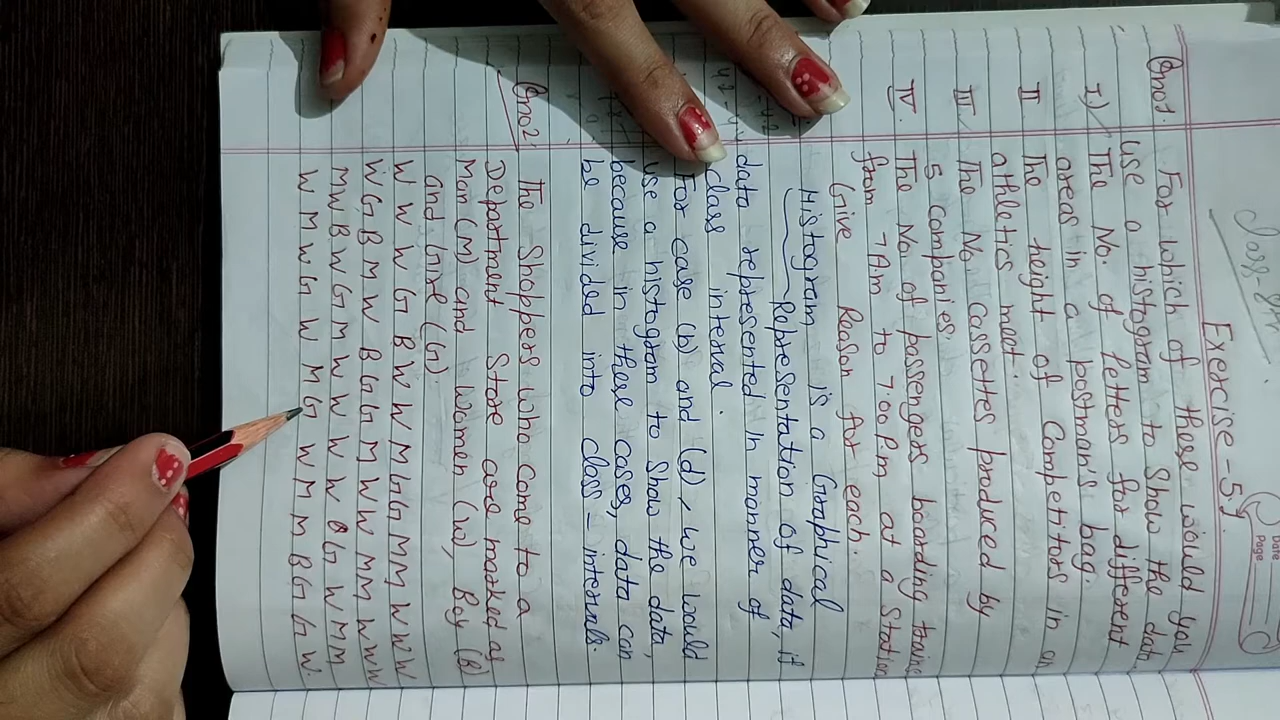 Date
Page
Exercise - 5.1
Qno1. For which of these would you
use a histogram to show the data
I) The No. of letters for different
areas in a postman's bag.
II The height of Competitors in an
athletics meet.
III The No. cassettes produced by
5 companies.
IV. The No. of passengers boarding trains
from 7 Am to 7:00 Pm at a Station
Give Reason for each.
Histogram is a Graphical
Representation of data, if
data represented in manner of
class interval.
For case (b) and (d), we would
use a histogram to show the data,
because in these cases, data can
be divided into class - intervals.
Qno2. The Shoppers who come to a
Department Store are marked as
Man (M) and Women (W), Boy (B)
and Girl (G).
W W W G B W W M G G M M W W W
W G B M W B G G M W W M M W W W
M W B W G M W W W W B G W M M
W M W G W M G W M M B G G W.